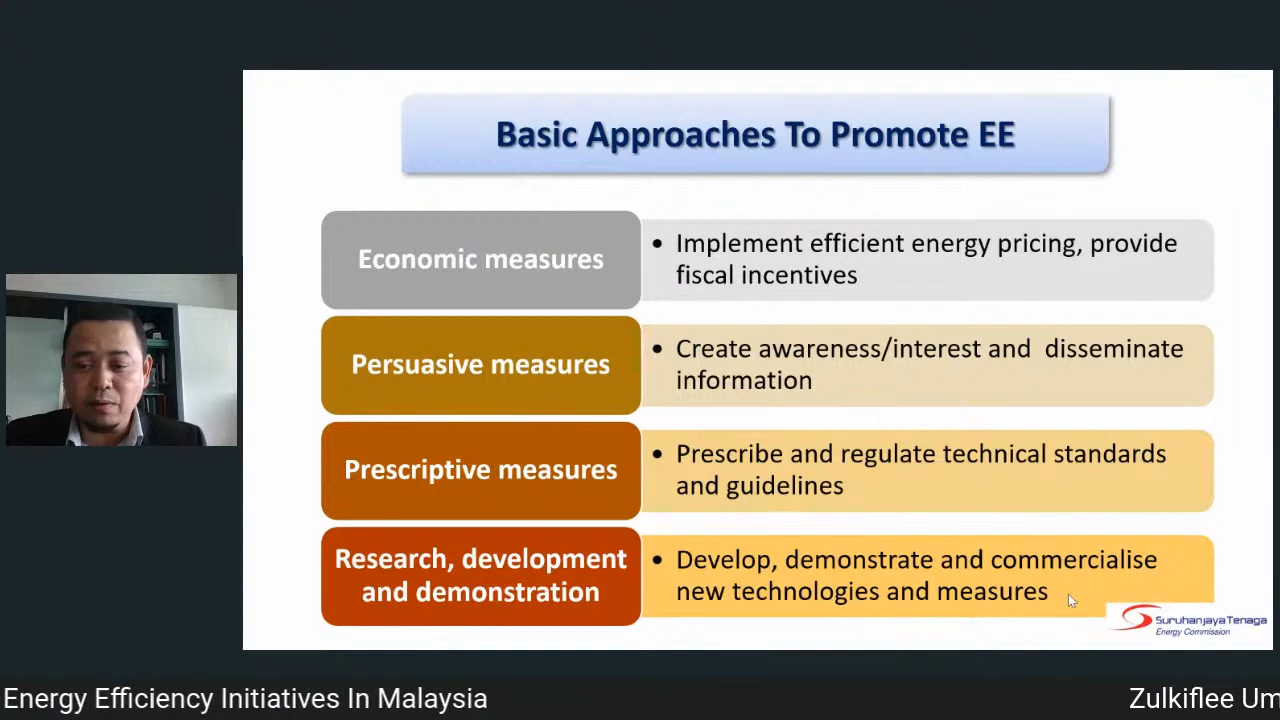 Basic Approaches To Promote EE
Economic measures
• Implement efficient energy pricing, provide
fiscal incentives
Persuasive measures
• Create awareness/interest and disseminate
information
Prescriptive measures
• Prescribe and regulate technical standards
and guidelines
Research, development
and demonstration
• Develop, demonstrate and commercialise
new technologies and measures
Suruhanjaya Tenaga
Energy Commission
Energy Efficiency Initiatives In Malaysia
Zulkiflee Um